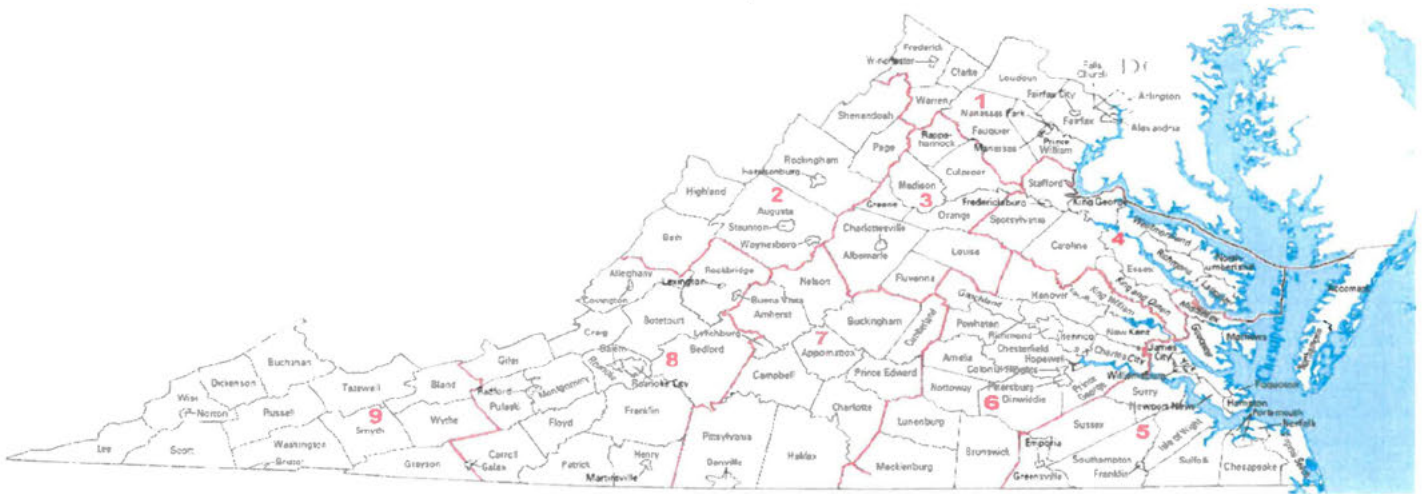 Frederick
Winchester
Clarke
Loudoun
Falls
Church
DC
Fairfax City
Arlington
Warren
1
Manassas Park
Fairfax
Alexandria
Shenandoah
Fauquier
Rappa-
hannock
Manassas
Prince
William
Page
Rockingham
Harrisonburg
Culpeper
Madison
Stafford
Highland
2
3
Fredericksburg
King George
Greene
Augusta
Orange
Spotsylvania
Westmoreland
Staunton
Charlottesville
4
Bath
Waynesboro
Albemarle
Louisa
Caroline
Richmond
North-
umberland
Essex
Lancaster
Accomack
Alleghany
Rockbridge
Nelson
Fluvanna
Lexington
Hanover
King and Queen
King William
Middlesex
Covington
Buena Vista
Goochland
Botetourt
Amherst
Buckingham
Cumberland
Powhatan
Henrico
New Kent
Gloucester
Mathews
Northampton
Craig
Lynchburg
Richmond
7
Chesterfield
James
City
Charles City
York
Buchanan
Salem
Bedford
Appomattox
Amelia
Hopewell
Giles
Roanoke
8
Colonial Heights
Williamsburg
Dickenson
Tazewell
Bland
Radford
Montgomery
Roanoke City
Campbell
Prince Edward
Nottoway
Petersburg
Prince
George
Poquoson
Wise
Norton
Pulaski
6
Dinwiddie
Surry
Hampton
Russell
9
Wythe
Floyd
Franklin
Charlotte
Newport News
Portsmouth
Smyth
Lunenburg
Sussex
5
Norfolk
Lee
Scott
Washington
Bristol
Grayson
Carroll
Galax
Patrick
Henry
Martinsville
Pittsylvania
Danville
Halifax
Mecklenburg
Brunswick
Emporia
Greensville
Southampton
Franklin
Isle of Wight
Suffolk
Chesapeake